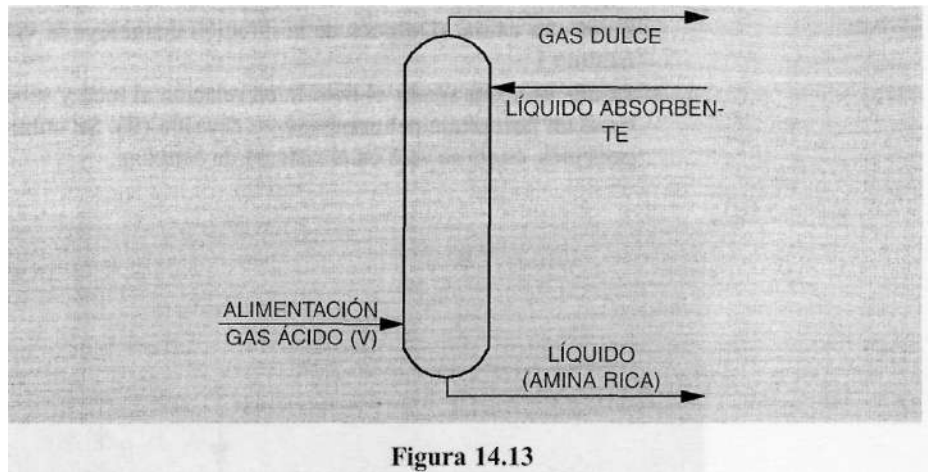 GAS DULCE
LÍQUIDO ABSORBEN-
TE
ALIMENTACIÓN
GAS ÁCIDO (V)
LÍQUIDO
(AMINA RICA)
Figura 14.13